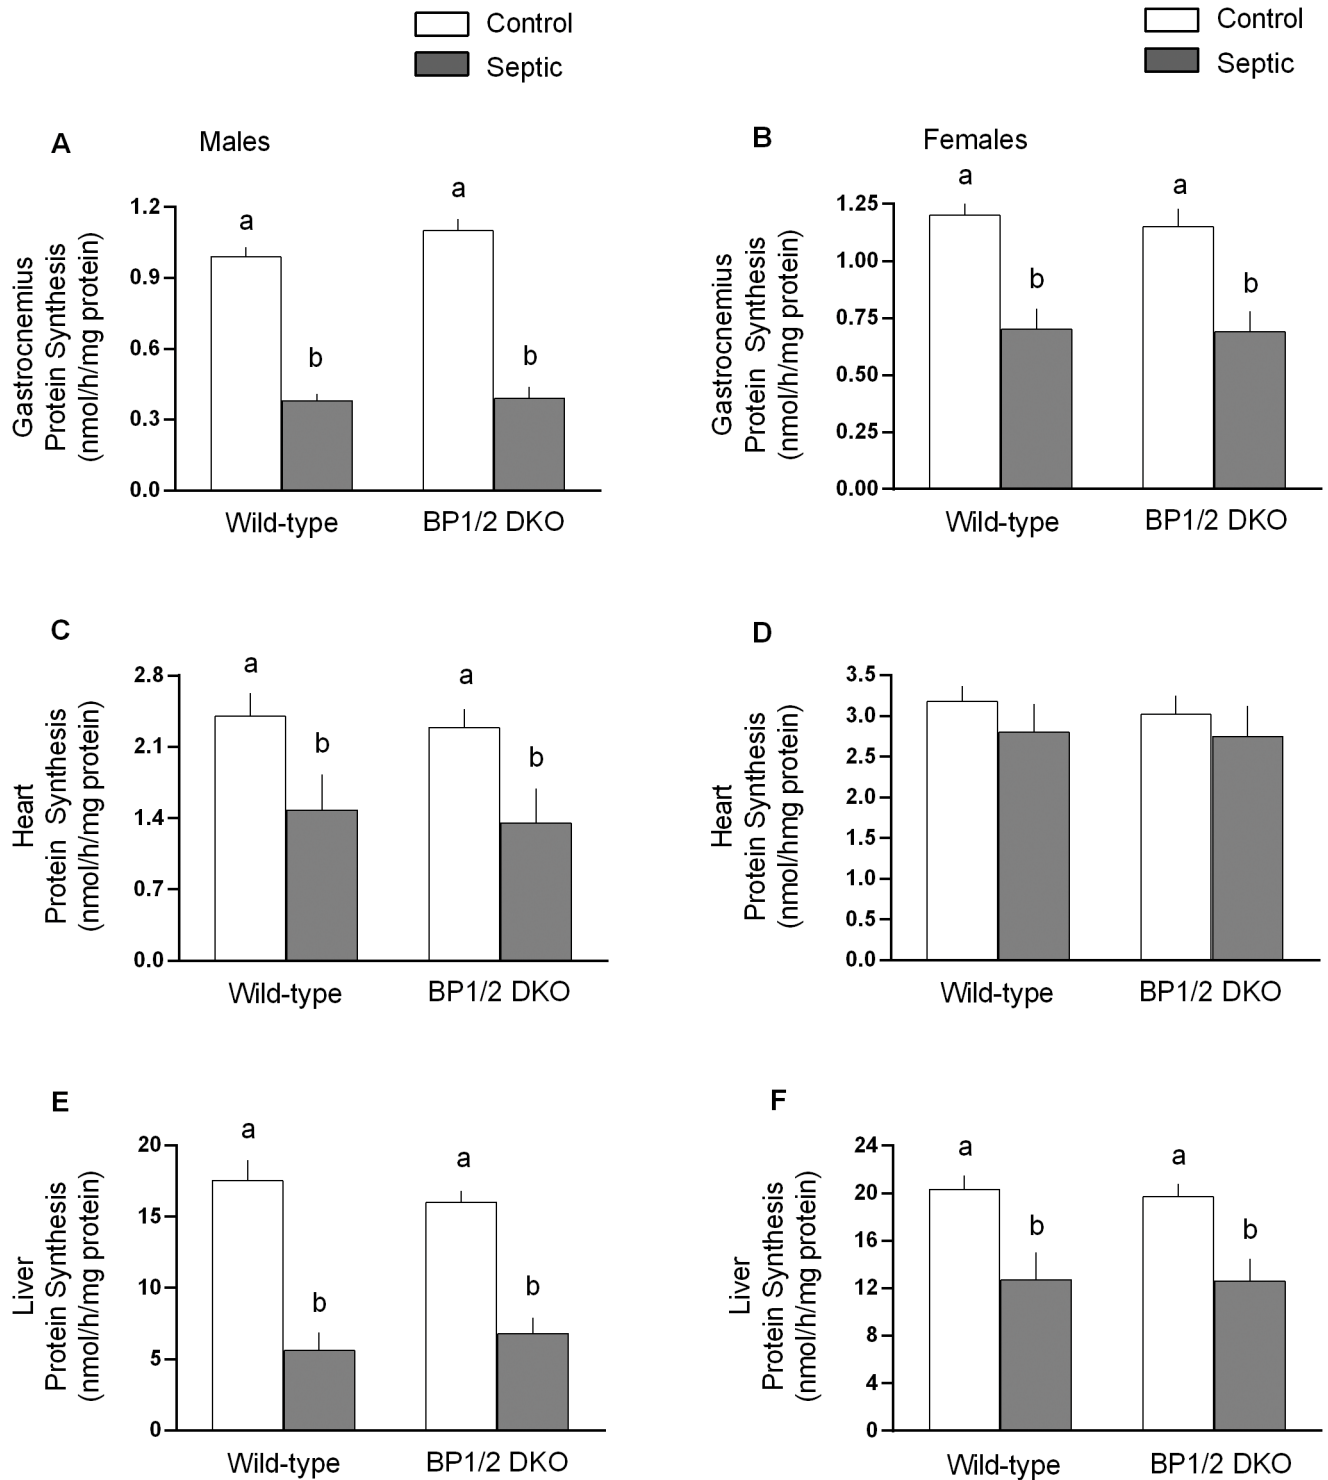 Control
Septic
Control
Septic
A
Males
a
a
1.2
0.9
0.6
0.3
0.0
b
b
Gastrocnemius
Protein Synthesis
(nmol/h/mg protein)
Wild-type
BP1/2 DKO
B
Females
a
a
1.25
1.00
0.75
0.50
0.25
0.00
b
b
Gastrocnemius
Protein Synthesis
(nmol/h/mg protein)
Wild-type
BP1/2 DKO
C
a
a
2.8
2.1
1.4
0.7
0.0
b
b
Heart
Protein Synthesis
(nmol/h/mg protein)
Wild-type
BP1/2 DKO
D
3.5
3.0
2.5
2.0
1.5
1.0
0.5
0.0
Heart
Protein Synthesis
(nmol/hmg protein)
Wild-type
BP1/2 DKO
E
a
a
20
15
10
5
0
b
b
Liver
Protein Synthesis
(nmol/h/mg protein)
Wild-type
BP1/2 DKO
F
a
a
24
20
16
12
8
4
0
b
b
Liver
Protein Synthesis
(nmol/h/mg protein)
Wild-type
BP1/2 DKO